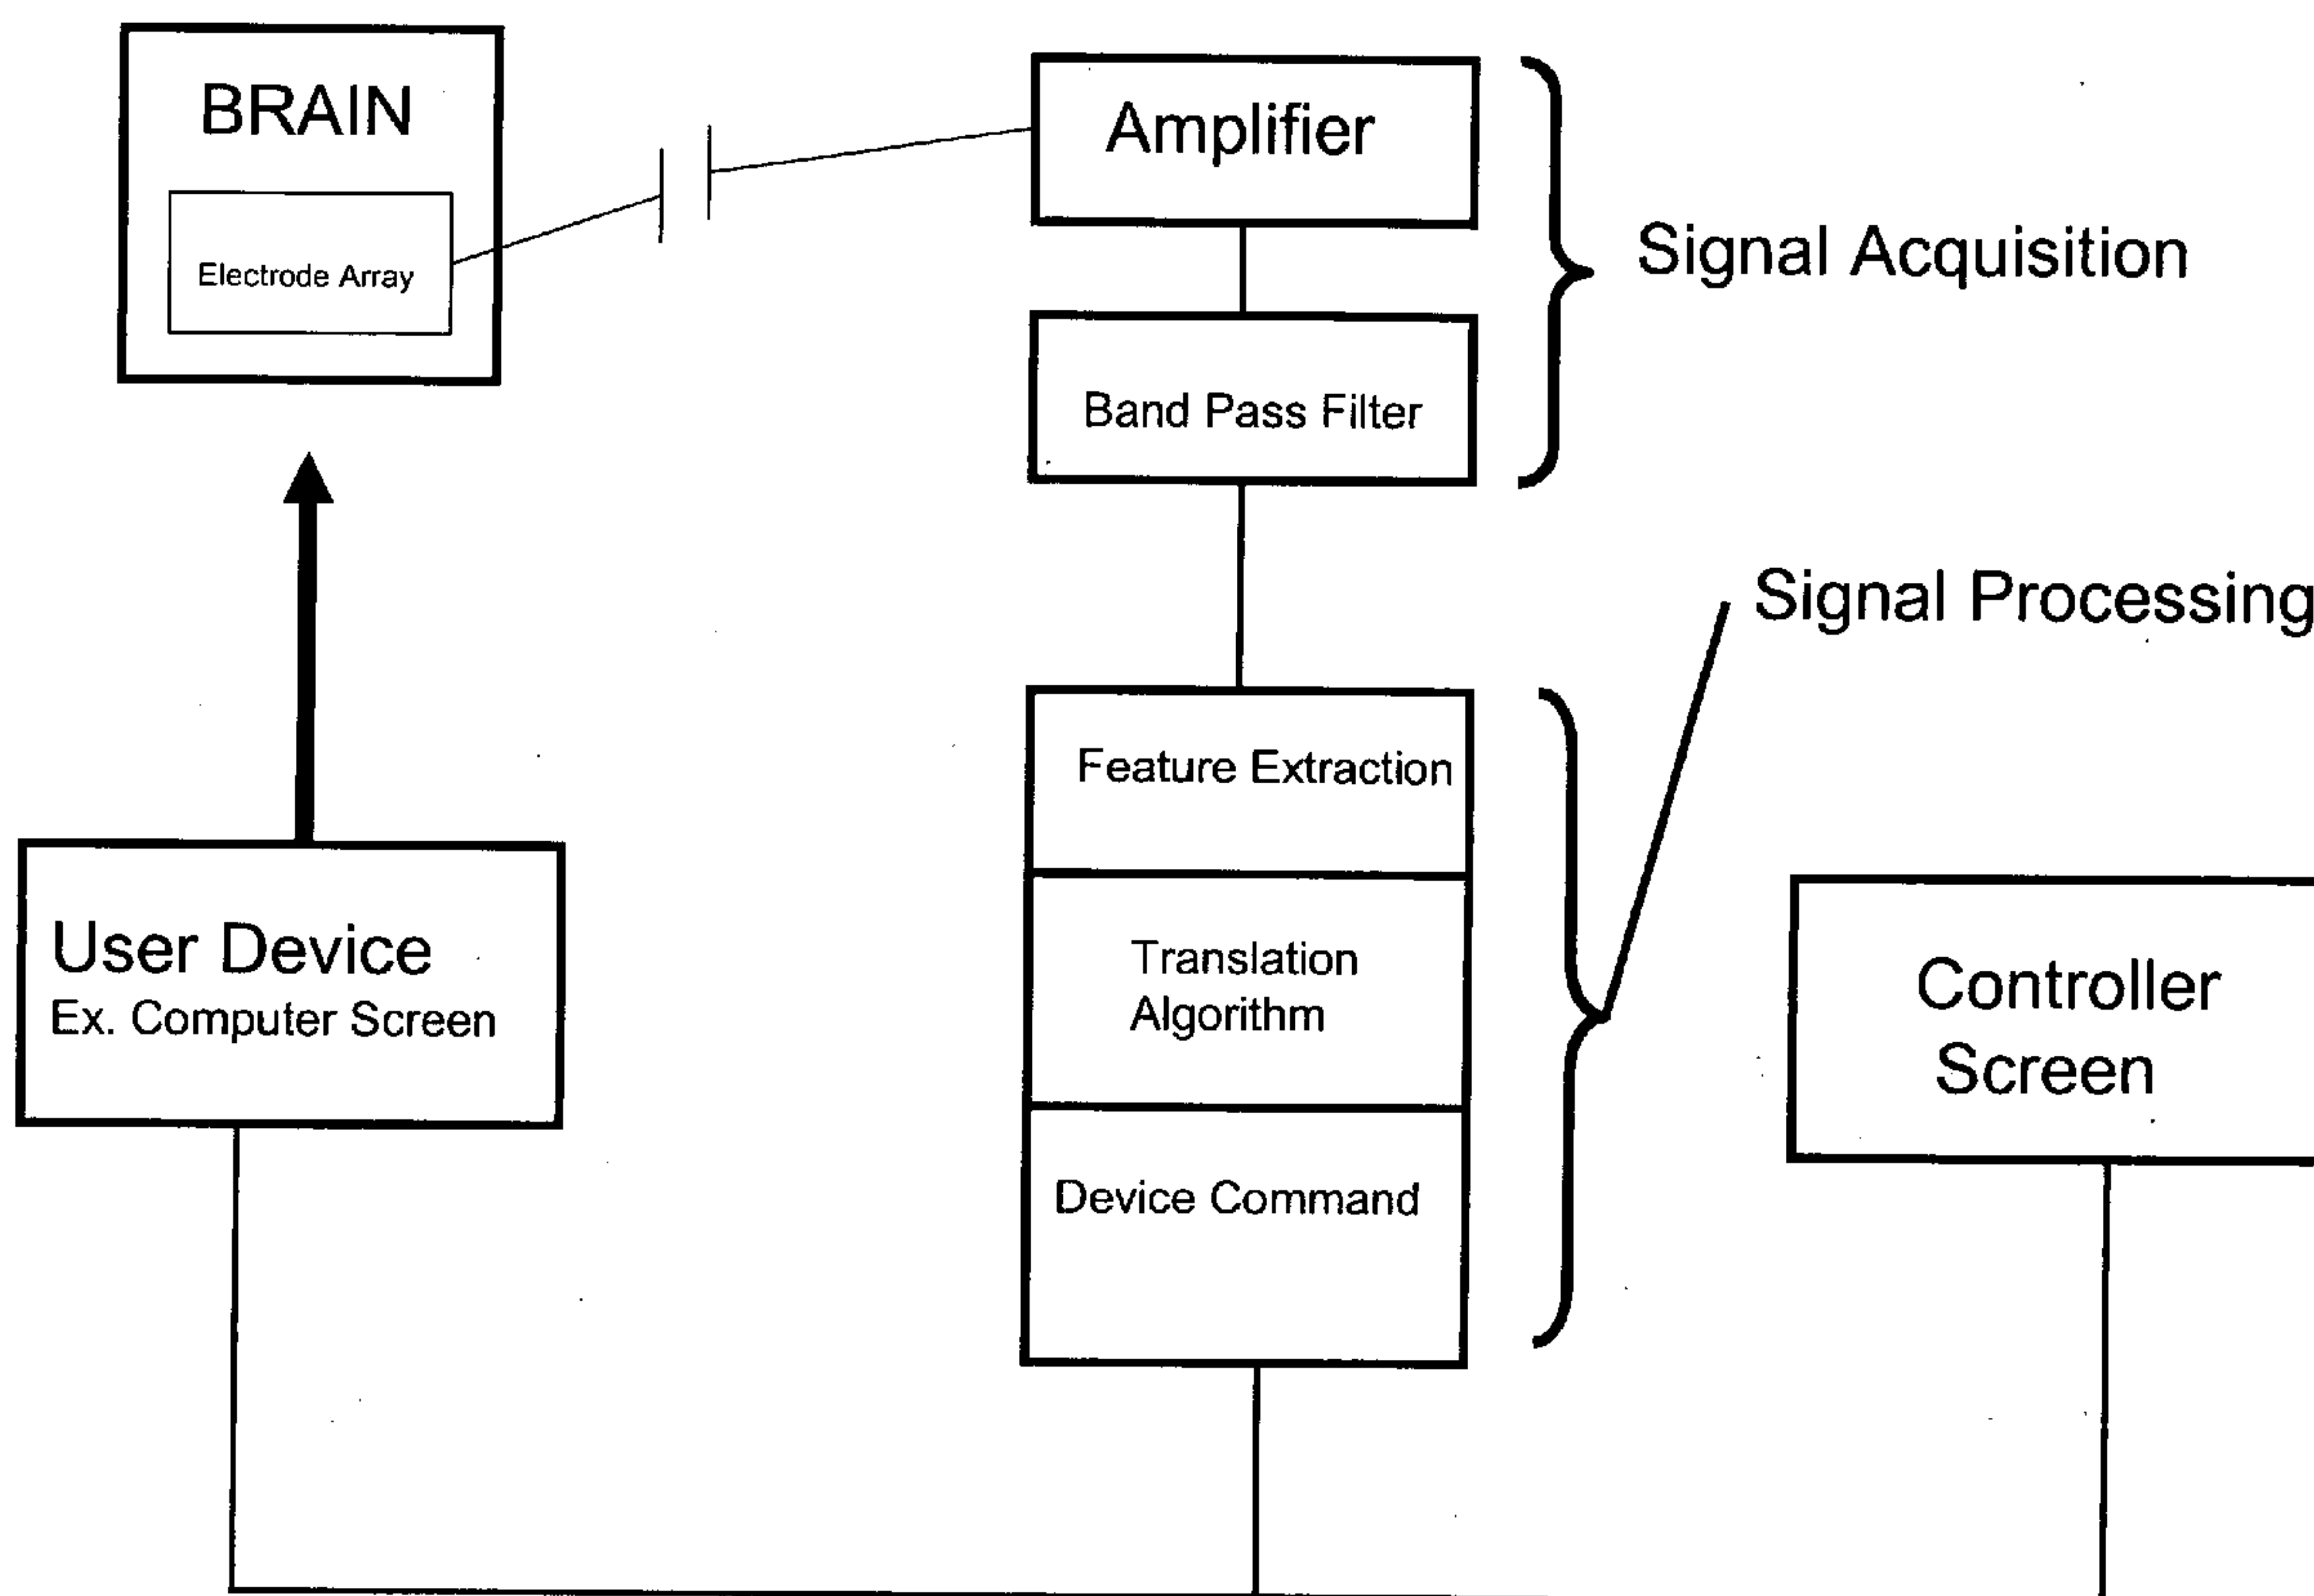 BRAIN
Electrode Array
Amplifier
Band Pass Filter
Signal Acquisition
Signal Processing
Feature Extraction
Translation
Algorithm
Device Command
User Device
Ex. Computer Screen
Controller
Screen